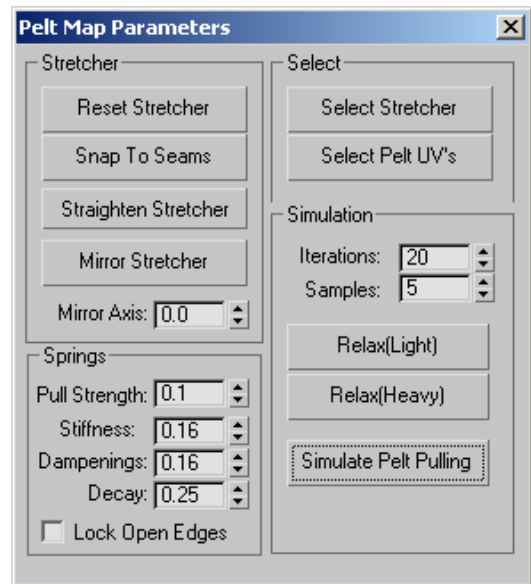 Pelt Map Parameters
Stretcher
Reset Stretcher
Snap To Seams
Straighten Stretcher
Mirror Stretcher
Mirror Axis: 0.0
Springs
Pull Strength: 0.1
Stiffness: 0.16
Dampenings: 0.16
Decay: 0.25
Lock Open Edges
Select
Select Stretcher
Select Pelt UV's
Simulation
Iterations: 20
Samples: 5
Relax(Light)
Relax(Heavy)
Simulate Pelt Pulling